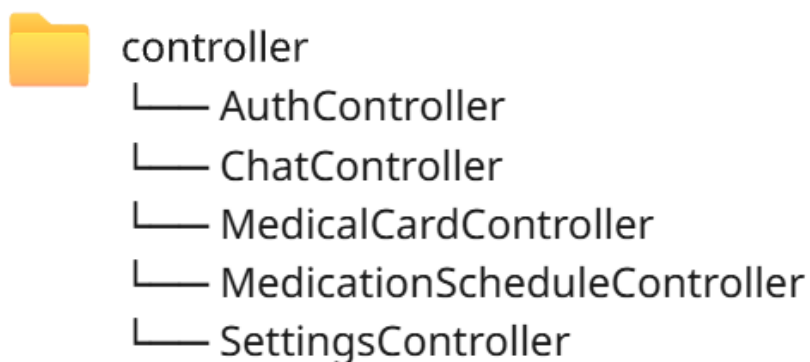 controller
└── AuthController
└── ChatController
└── MedicalCardController
└── MedicationScheduleController
└── SettingsController